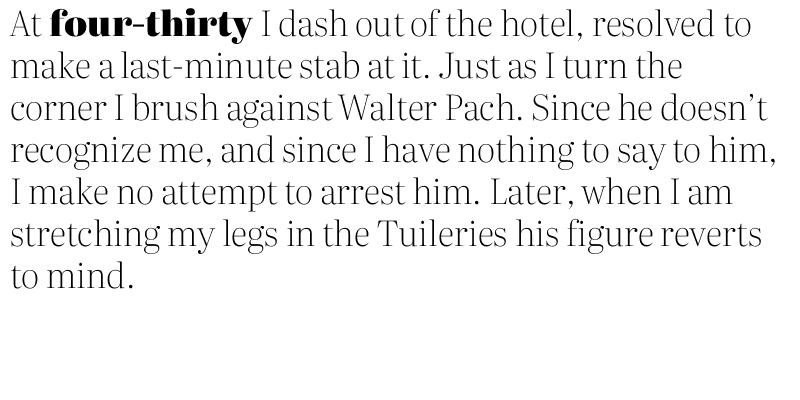 At four-thirty I dash out of the hotel, resolved to
make a last-minute stab at it. Just as I turn the
corner I brush against Walter Pach. Since he doesn’t
recognize me, and since I have nothing to say to him,
I make no attempt to arrest him. Later, when I am
stretching my legs in the Tuileries his figure reverts
to mind.